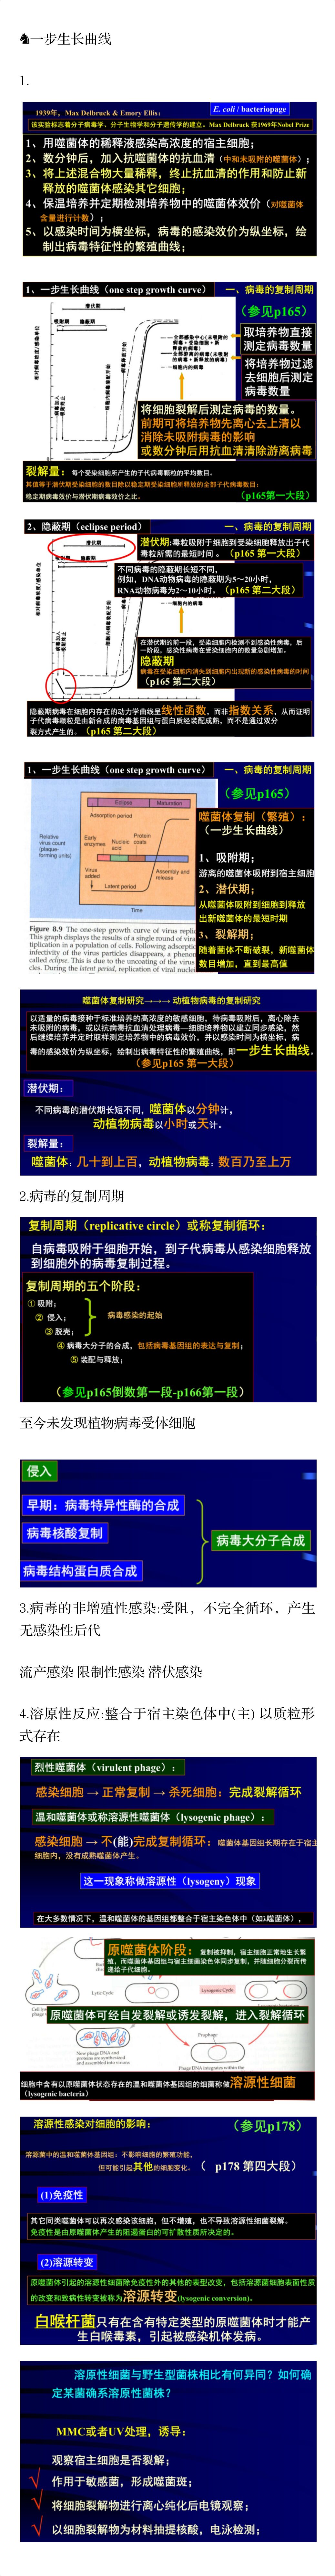 ♞一步生长曲线
1.
1939年，Max Delbruck & Emory Ellis：
E. coli / bacteriopage
该实验标志着分子病毒学、分子生物学和分子遗传学的建立。Max Delbruck 获1969年Nobel Prize
1、用噬菌体的稀释液感染高浓度的宿主细胞；
2、数分钟后，加入抗噬菌体的抗血清（中和未吸附的噬菌体）；
3、将上述混合物大量稀释，终止抗血清的作用和防止新
释放的噬菌体感染其它细胞；
4、保温培养并定期检测培养物中的噬菌体效价（对噬菌体
含量进行计数）；
5、以感染时间为横坐标，病毒的感染效价为纵坐标，绘
制出病毒特征性的繁殖曲线；
1、一步生长曲线（one step growth curve）
一、病毒的复制周期
（参见p165）
潜伏期
吸附期 隐蔽期
取培养物直接
测定病毒数量
将培养物过滤
去细胞后测定
病毒数量
细胞内的病毒
将细胞裂解后测定病毒的数量。
前期可将培养物先离心去上清以
消除未吸附病毒的影响
或数分钟后用抗血清清除游离病毒
裂解量：每个受染细胞所产生的子代病毒颗粒的平均数目。
其值等于潜伏期受染细胞的数目除以稳定期受染细胞所释放的全部子代病毒数目，
稳定期病毒效价与潜伏期病毒效价之比。
（p165第一大段）
2、隐蔽期（eclipse period）
一、病毒的复制周期
潜伏期
潜伏期:毒粒吸附于细胞到受染细胞释放出子代
毒粒所需的最短时间 。（p165 第一大段）
不同病毒的隐蔽期长短不同，
例如，DNA动物病毒的隐蔽期为5～20小时，
RNA动物病毒为2～10小时。（p165 第二大段）
细胞内的病毒
在潜伏期的前一段，受染细胞内检测不到感染性病毒，后
一阶段，感染性病毒在受染细胞内的数量急剧增加。
隐蔽期
病毒在受染细胞内消失到细胞内出现新的感染性病毒的时间
（p165 第二大段）
隐蔽期病毒在细胞内存在的动力学曲线呈线性函数，而非指数关系，从而证明
子代病毒颗粒是由新合成的病毒基因组与蛋白质经装配成熟，而不是通过双分
裂方式产生的。（p165 第二大段）
1、一步生长曲线（one step growth curve）
一、病毒的复制周期
（参见p165）
Eclipse
Maturation
Relative
virus
count
(plaque-
forming
units)
Early
enzymes
Nucleic
acid
Protein
coats
Virus
added
Assembly and
release
Latent period
Time
噬菌体复制（繁殖）：
（一步生长曲线）
1、吸附期；
游离的噬菌体吸附到宿主细胞
2、潜伏期；
从噬菌体吸附到细胞到释放
出新噬菌体的最短时期
3、裂解期；
随着菌体不断破裂，新噬菌体
数目增加，直到最高值
Figure 8.9 The one-step growth curve of virus replic
This graph displays the results of a single round of viral
噬菌体复制研究→→→ 动植物病毒的复制研究
以适量的病毒接种于标准培养的高浓度的敏感细胞，待病毒吸附后，离心除去
未吸附的病毒，或以抗病毒抗血清处理病毒—细胞培养物以建立同步感染，然
后继续培养并定时取样测定培养物中的病毒效价，并以感染时间为横坐标，病
毒的感染效价为纵坐标，绘制出病毒特征性的繁殖曲线，即一步生长曲线。
（参见p165 第一大段）
潜伏期：
不同病毒的潜伏期长短不同，噬菌体以分钟计，
动植物病毒以小时或天计。
裂解量：
噬菌体：几十到上百，动植物病毒：数百乃至上万
2.病毒的复制周期
复制周期（replicative circle）或称复制循环：
自病毒吸附于细胞开始，到子代病毒从感染细胞释放
到细胞外的病毒复制过程。
复制周期的五个阶段：
① 吸附；
② 侵入；
③ 脱壳；
病毒感染的起始
④ 病毒大分子的合成，包括病毒基因组的表达与复制；
⑤ 装配与释放；
（参见p165倒数第一段-p166第一段）
至今未发现植物病毒受体细胞
侵入
早期：病毒特异性酶的合成
病毒核酸复制
病毒大分子合成
病毒结构蛋白质合成
3.病毒的非增殖性感染:受阻，不完全循环，产生
无感染性后代
流产感染 限制性感染 潜伏感染
4.溶原性反应:整合于宿主染色体中(主) 以质粒形
式存在
烈性噬菌体（virulent phage）：
感染细胞 → 正常复制 → 杀死细胞：完成裂解循环
温和噬菌体或称溶源性噬菌体（lysogenic phage）：
感染细胞 → 不(能)完成复制循环：噬菌体基因组长期存在于宿主
细胞内，没有成熟噬菌体产生。
这一现象称做溶源性（lysogeny）现象
在大多数情况下，温和噬菌体的基因组都整合于宿主染色体中（如λ噬菌体），
原噬菌体阶段：复制被抑制，宿主细胞正常地生长繁
殖，而噬菌体基因组与宿主细菌染色体同步复制，并随细胞分裂而传
递给子代细胞。
Lytic Cycle
Lysogenic Cycle
原噬菌体可经自发裂解或诱发裂解，进入裂解循环
Prophage
New phage DNA and
细胞中含有以原噬菌体状态存在的温和噬菌体基因组的细菌称做溶源性细菌
（lysogenic bacteria）
溶源性感染对细胞的影响：
（参见p178）
溶源菌中的温和噬菌体基因组：不影响细胞的繁殖功能，
但可能引起其他的细胞变化。（ p178 第四大段）
(1)免疫性
其它同类噬菌体可以再次感染该细胞，但不增殖，也不导致溶源性细菌裂解。
免疫性是由原噬菌体产生的阻遏蛋白的可扩散性质所决定的。
(2)溶源转变
原噬菌体引起的溶源性细菌除免疫性外的其他的表型改变，包括溶源菌细胞表面性质
的改变和致病性转变被称为溶源转变(lysogenic conversion)。
白喉杆菌只有在含有特定类型的原噬菌体时才能产
生白喉毒素，引起被感染机体发病。
溶原性细菌与野生型菌株相比有何异同？如何确
定某菌确系溶原性菌株？
MMC或者UV处理，诱导：
观察宿主细胞是否裂解；
作用于敏感菌，形成噬菌斑；
将细胞裂解物进行离心纯化后电镜观察；
以细胞裂解物为材料抽提核酸，电泳检测；